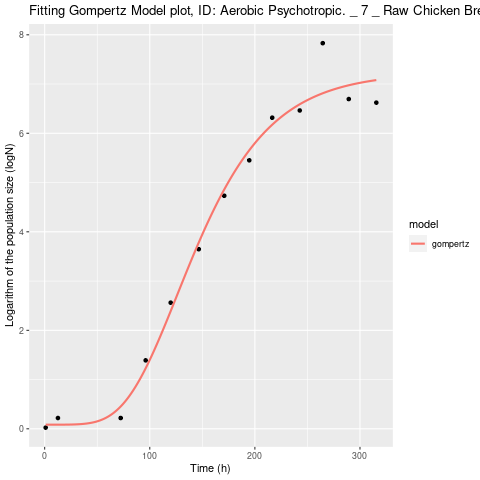 Fitting Gompertz Model plot, ID: Aerobic Psychotropic. _ 7 _ Raw Chicken Bre
8
6
4
2
0
Logarithm of the population size (logN)
0 100 200 300
Time (h)
model
gompertz